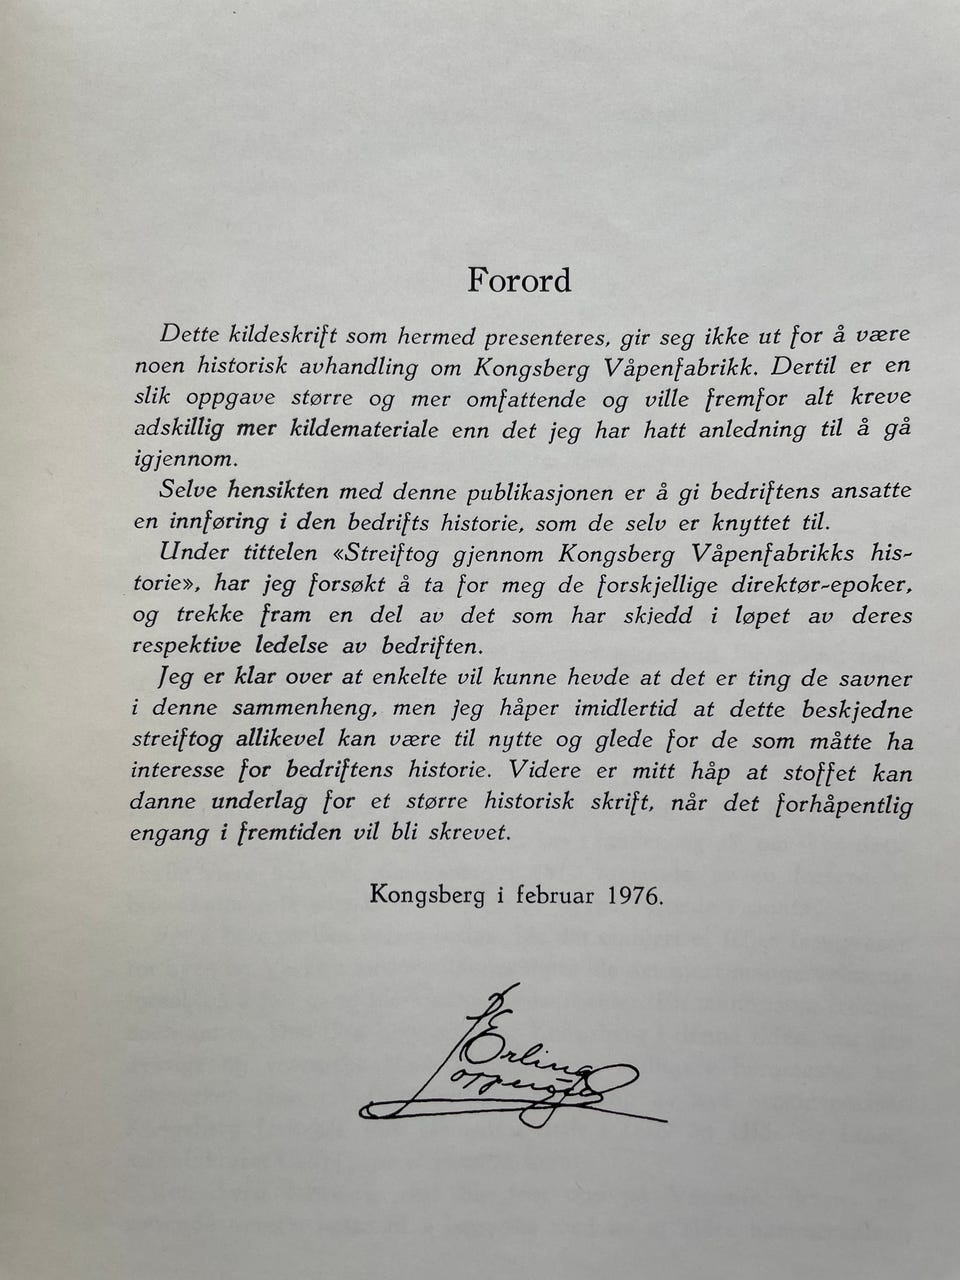 Forord
Dette kildeskrift som hermed presenteres, gir seg ikke ut for å være
noen historisk avhandling om Kongsberg Våpenfabrikk. Dertil er en
slik oppgave større og mer omfattende og ville fremfor alt kreve
adskillig mer kildemateriale enn det jeg har hatt anledning til å gå
igjennom.
Selve hensikten med denne publikasjonen er å gi bedriftens ansatte
en innføring i den bedrifts historie, som de selv er knyttet til.
Under tittelen «Streiftog gjennom Kongsberg Våpenfabrikks his-
torie», har jeg forsøkt å ta for meg de forskjellige direktør-epoker,
og trekke fram en del av det som har skjedd i løpet av deres
respektive ledelse av bedriften.
Jeg er klar over at enkelte vil kunne hevde at det er ting de savner
i denne sammenheng, men jeg håper imidlertid at dette beskjedne
streiftog allikevel kan være til nytte og glede for de som måtte ha
interesse for bedriftens historie. Videre er mitt håp at stoffet kan
danne underlag for et større historisk skrift, når det forhåpentlig
engang i fremtiden vil bli skrevet.
Kongsberg i februar 1976.
Erling